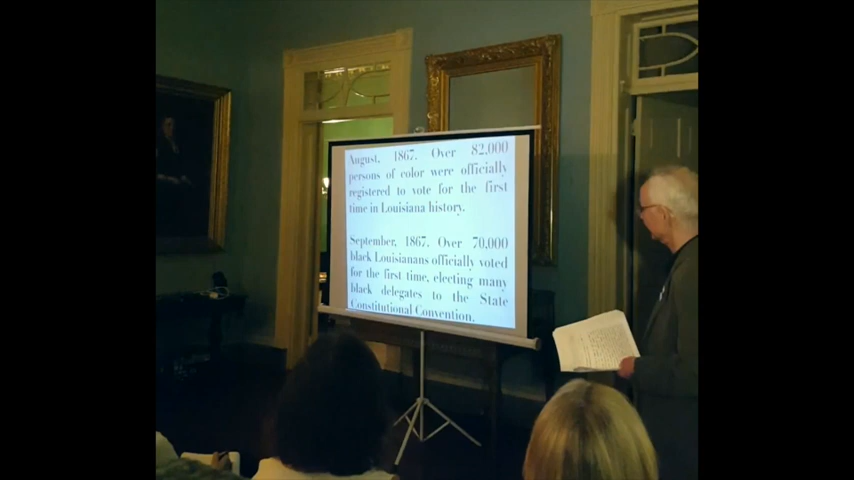 August, 1867. Over 82,000
persons of color were officially
registered to vote for the first
time in Louisiana history.
September, 1867. Over 70,000
black Louisianans officially voted
for the first time, electing many
black delegates to the State
Constitutional Convention.